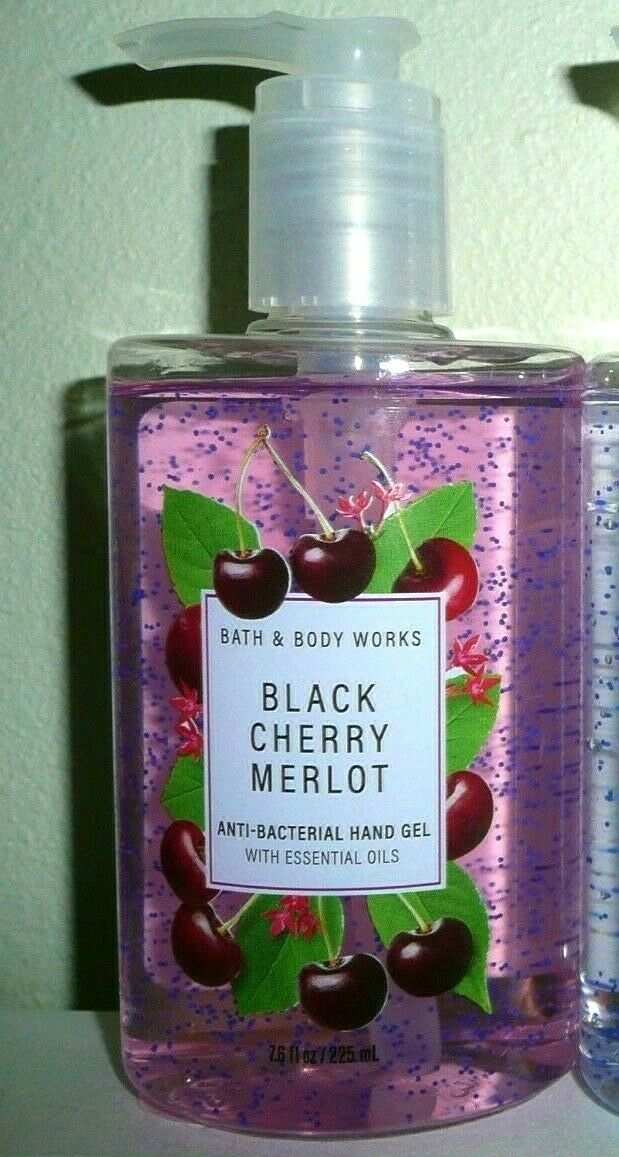 BATH & BODY WORKS
BLACK
CHERRY
MERLOT
ANTI-BACTERIAL HAND GEL
WITH ESSENTIAL OILS
7.6 fl oz / 225 mL